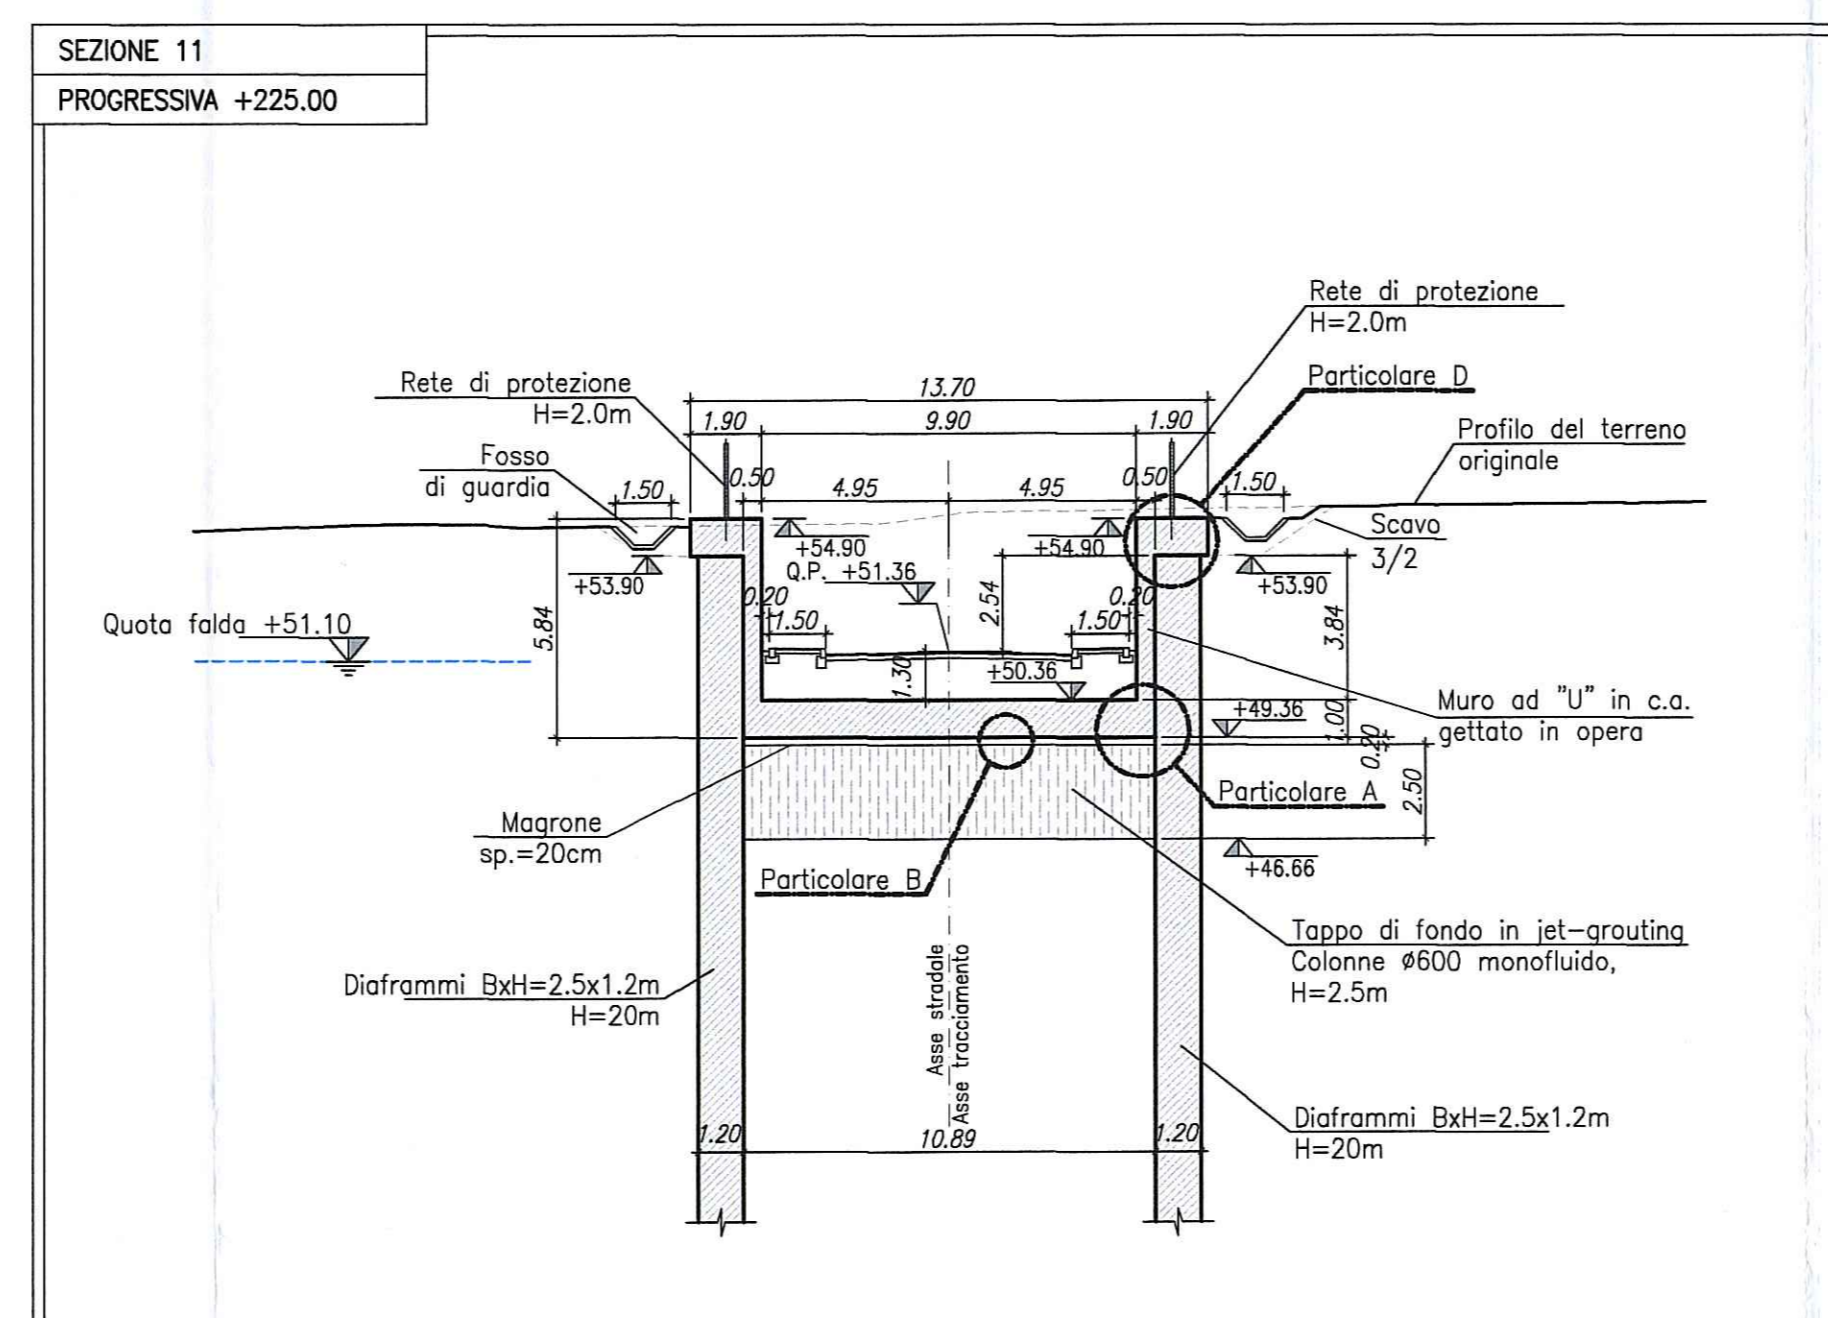 SEZIONE 11
PROGRESSIVA +225.00
Rete di protezione
H=2.0m
Particolare D
Rete di protezione
H=2.0m
13.70
1.90
9.90
1.90
Profilo del terreno
originale
Fosso
di guardia
1.50
0.50
4.95
4.95
0.50
1.50
Scavo
3/2
+54.90
+54.90
+53.90
Q.P. +51.36
+53.90
0.20
0.20
2.54
1.50
1.50
Quota falda +51.10
5.84
3.84
1.30
+50.36
Muro ad "U" in c.a.
gettato in opera
+49.36
1.00
0.20
2.50
Particolare A
Magrone
sp.=20cm
+46.66
Particolare B
Tappo di fondo in jet-grouting
Colonne ø600 monofluido,
H=2.5m
Diaframmi BxH=2.5x1.2m
H=20m
Asse stradale
Asse tracciamento
Diaframmi BxH=2.5x1.2m
H=20m
1.20
10.89
1.20